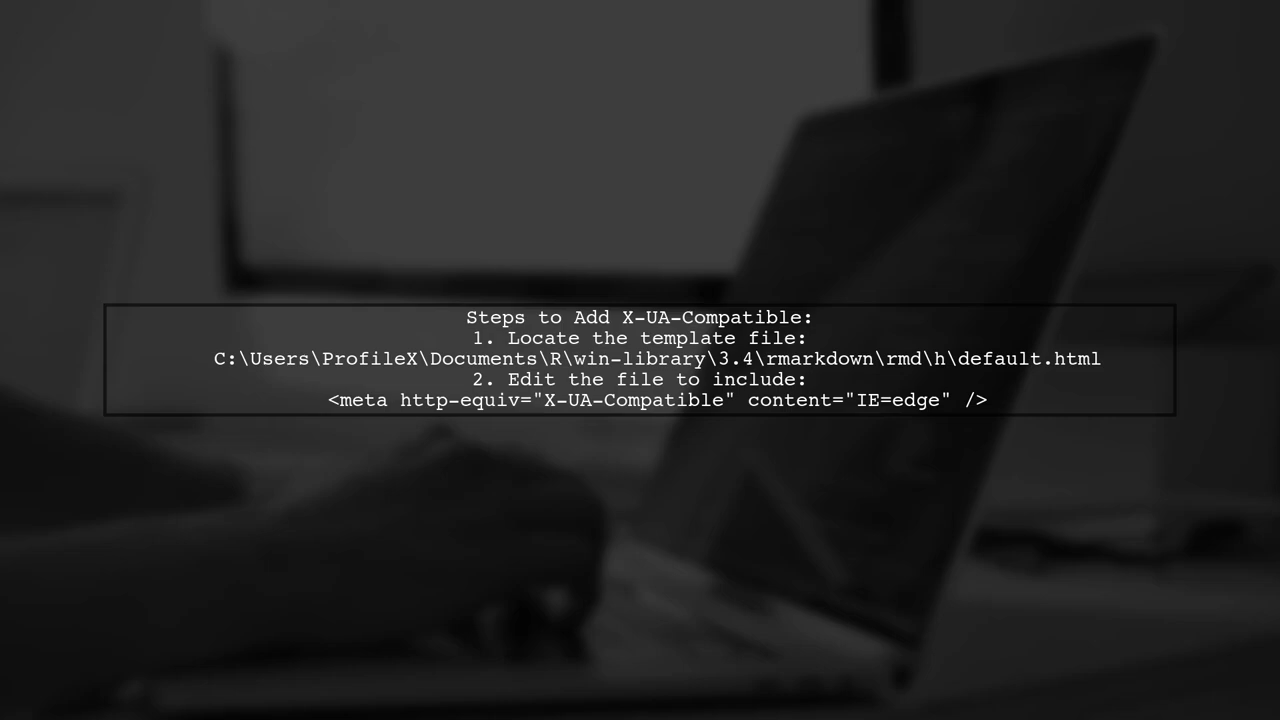 Steps to Add X-UA-Compatible:
1. Locate the template file:
C:\Users\ProfileX\Documents\R\win-library\3.4\rmarkdown\rmd\h\default.html
2. Edit the file to include:
<meta http-equiv="X-UA-Compatible" content="IE=edge" />